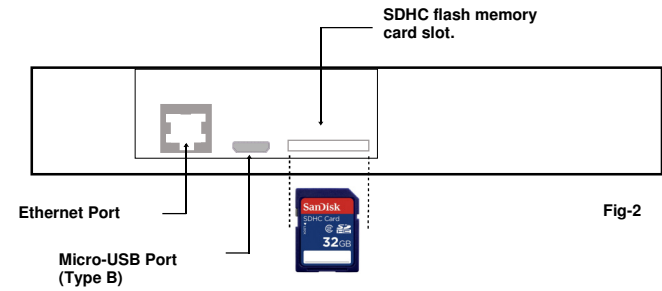 SDHC flash memory
card slot.
Ethernet Port
Fig-2
Micro-USB Port
(Type B)
SanDisk
SDHC Card
32GB